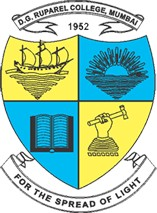 D.G. RUPAREL COLLEGE, MUMBAI
1952
FOR THE SPREAD OF LIGHT